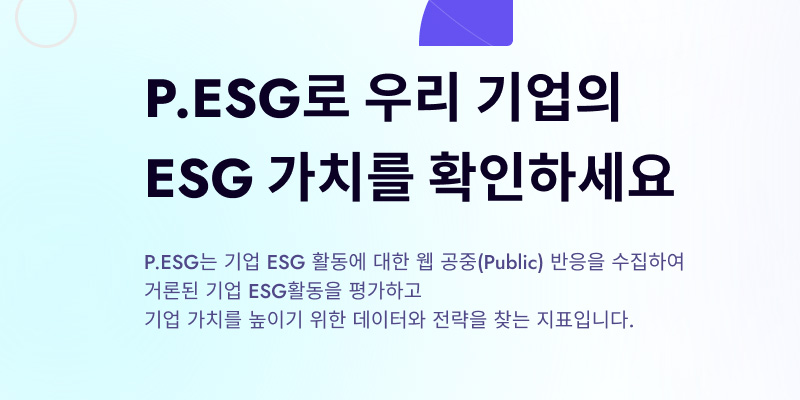 P.ESG로 우리 기업의
ESG 가치를 확인하세요
P.ESG는 기업 ESG 활동에 대한 웹 공중(Public) 반응을 수집하여
거론된 기업 ESG활동을 평가하고
기업 가치를 높이기 위한 데이터와 전략을 찾는 지표입니다.